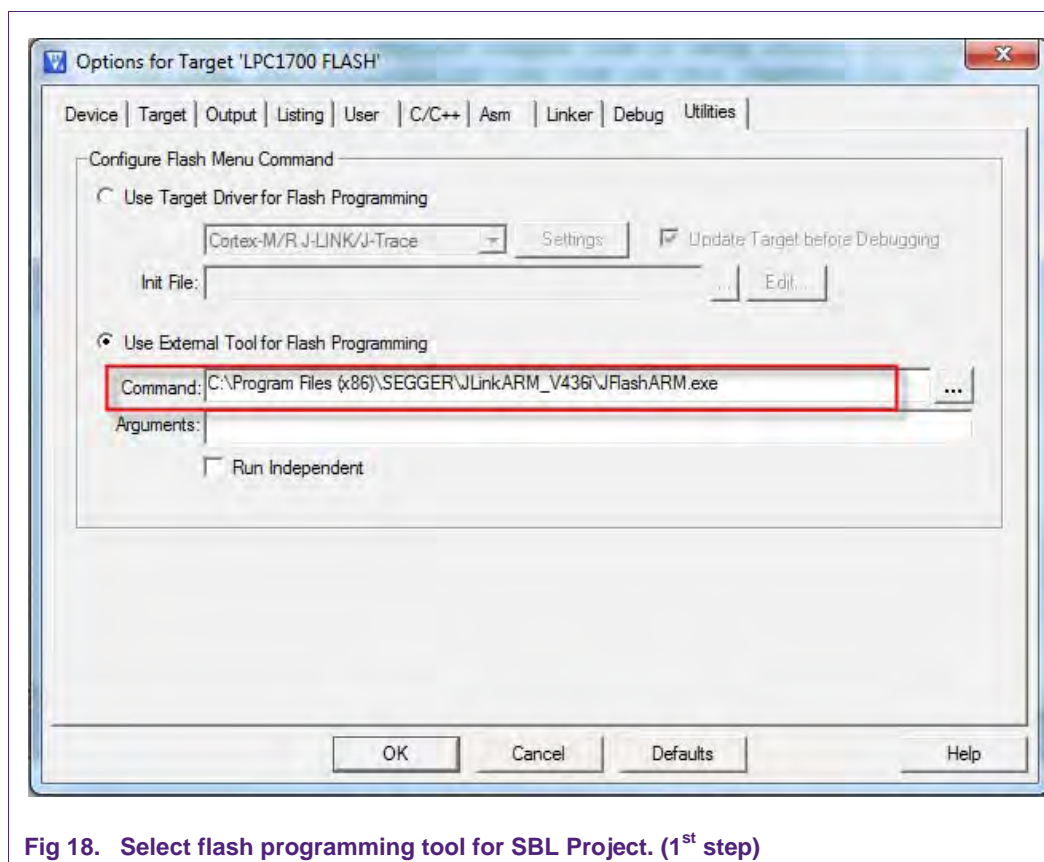 Options for Target 'LPC1700 FLASH'
Device | Target | Output | Listing | User | C/C++ | Asm | Linker | Debug Utilities |
Configure Flash Menu Command
Use Target Driver for Flash Programming
Cortex-M/R J-LINK/J-Trace Settings Update Target before Debugging
Init File: ... Edit...
Use External Tool for Flash Programming
Command: C:\Program Files (x86)\SEGGER\JLinkARM_V436i\JFlashARM.exe ...
Arguments:
Run Independent
OK Cancel Defaults Help
Fig 18. Select flash programming tool for SBL Project. (1st step)